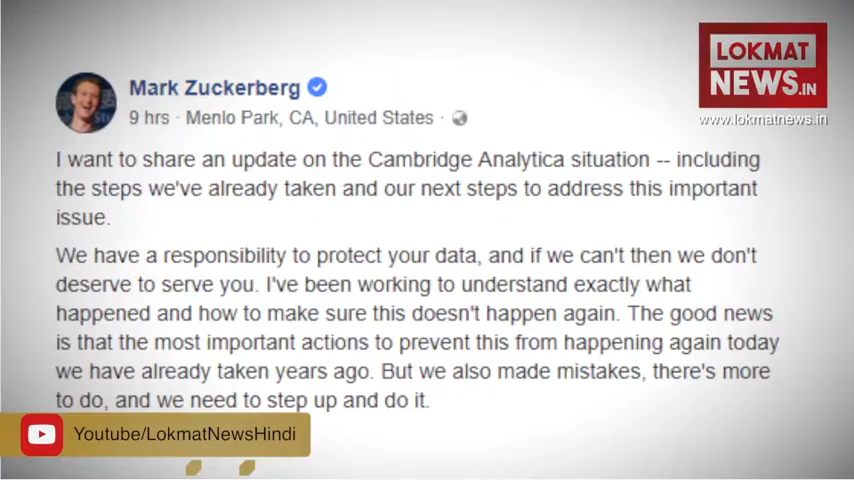 LOKMAT
NEWS.IN
www.lokmatnews.in
Mark Zuckerberg
9 hrs · Menlo Park, CA, United States ·
I want to share an update on the Cambridge Analytica situation -- including
the steps we've already taken and our next steps to address this important
issue.
We have a responsibility to protect your data, and if we can't then we don't
deserve to serve you. I've been working to understand exactly what
happened and how to make sure this doesn't happen again. The good news
is that the most important actions to prevent this from happening again today
we have already taken years ago. But we also made mistakes, there's more
to do, and we need to step up and do it.
Youtube/LokmatNewsHindi